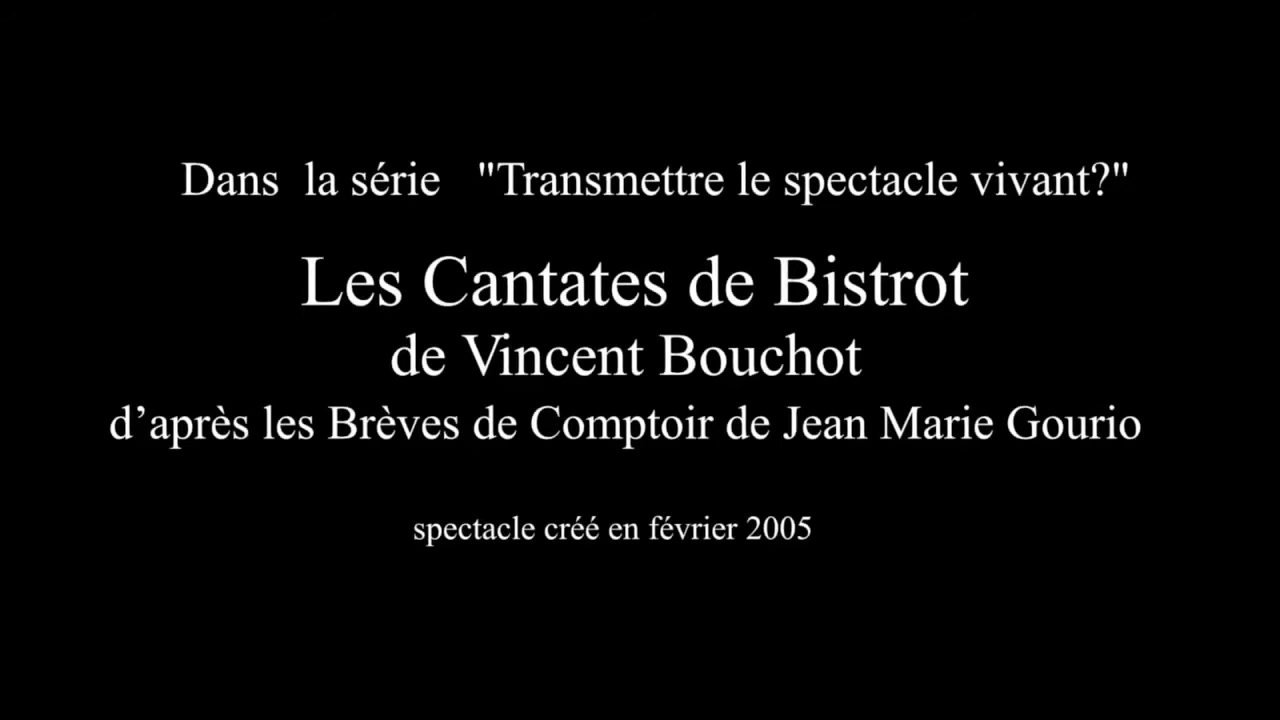 Dans la série "Transmettre le spectacle vivant?"
Les Cantates de Bistrot
de Vincent Bouchot
d’après les Brèves de Comptoir de Jean Marie Gourio
spectacle créé en février 2005